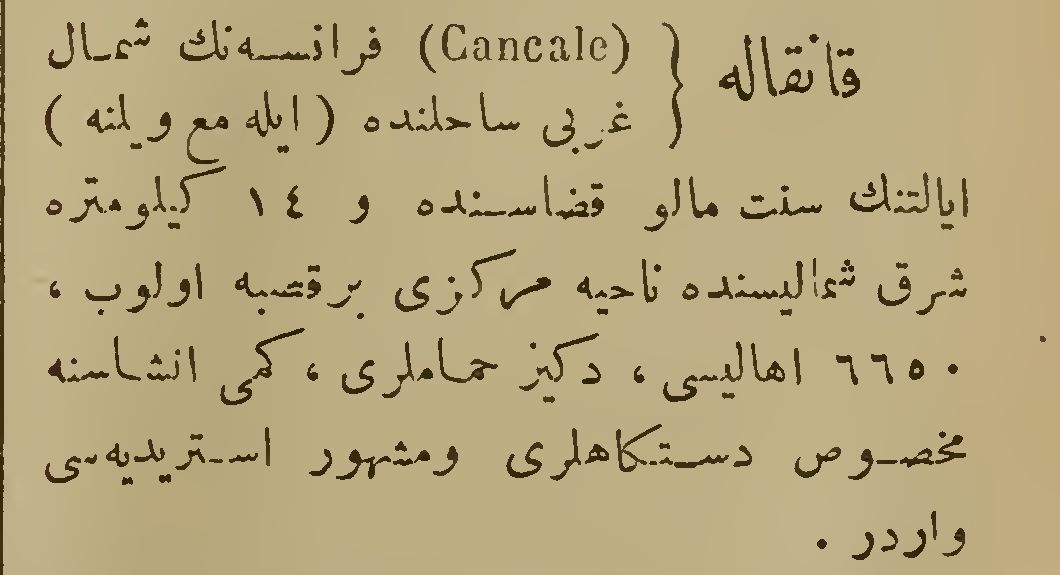 قانقاله { (Cancale) فرانسه‌نك شمال
غربی ساحلنده ( ایله مع ویلنه )
ایالتنك سنت مالو قضاسنده و ١٤ كیلومتره
شرق شمالیسنده ناحیه مركزی برقصبه اولوب ،
٦٦٥٠ اهالیسی ، دكیز حماملری ، كمی انشاسنه
مخصوص دستكاهلری ومشهور استریدیه‌سی
واردر .